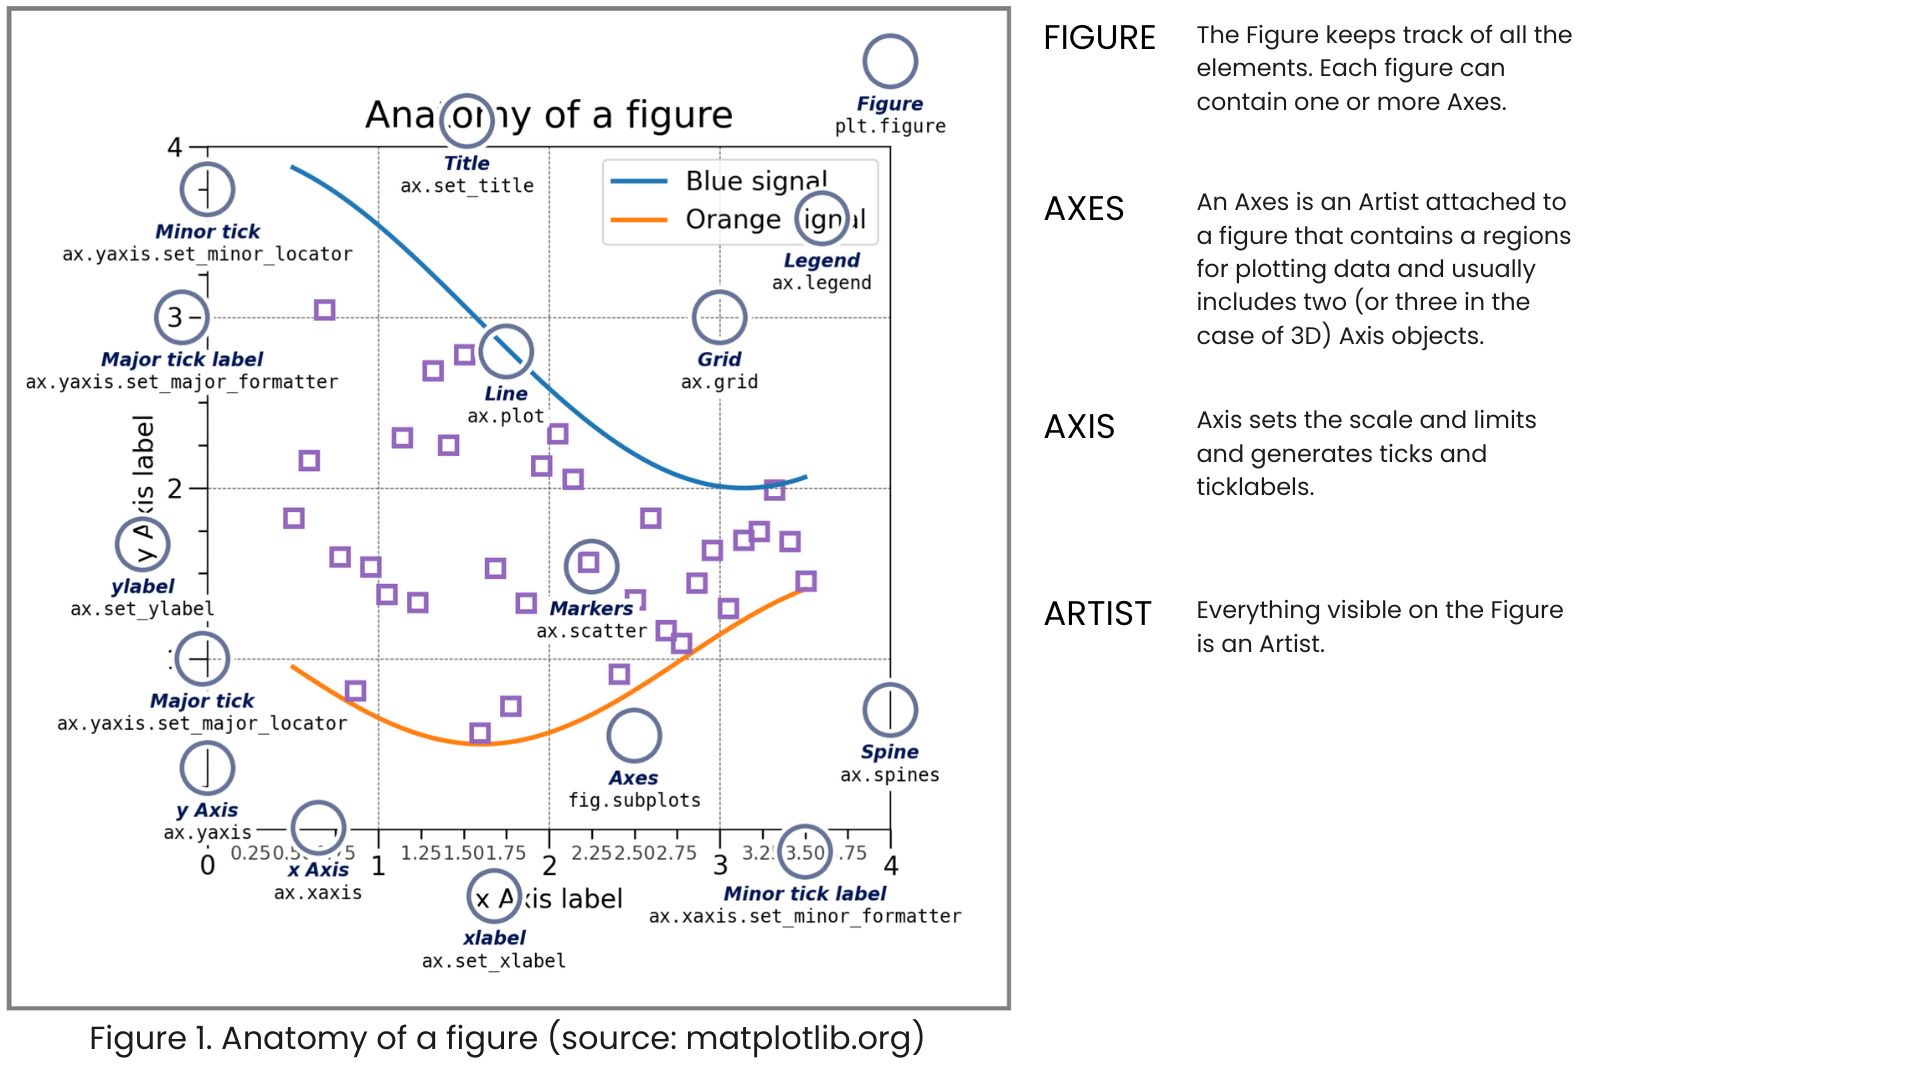 Anatomy of a figure
Figure
plt.figure
4
Title
ax.set_title
Blue signal
Orange signal
Legend
ax.legend
Minor tick
ax.yaxis.set_minor_locator
3
Major tick label
ax.yaxis.set_major_formatter
Grid
ax.grid
Line
ax.plot
y Axis label
2
ylabel
ax.set_ylabel
Markers
ax.scatter
Major tick
ax.yaxis.set_major_locator
Axes
fig.subplots
Spine
ax.spines
y Axis
ax.yaxis
0 0.25 1 1.25 1.50 1.75 2 2.25 2.50 2.75 3 3.50 4
x Axis
ax.xaxis
Minor tick label
ax.xaxis.set_minor_formatter
x Axis label
xlabel
ax.set_xlabel
Figure 1. Anatomy of a figure (source: matplotlib.org)
FIGURE
The Figure keeps track of all the
elements. Each figure can
contain one or more Axes.
AXES
An Axes is an Artist attached to
a figure that contains a regions
for plotting data and usually
includes two (or three in the
case of 3D) Axis objects.
AXIS
Axis sets the scale and limits
and generates ticks and
ticklabels.
ARTIST
Everything visible on the Figure
is an Artist.